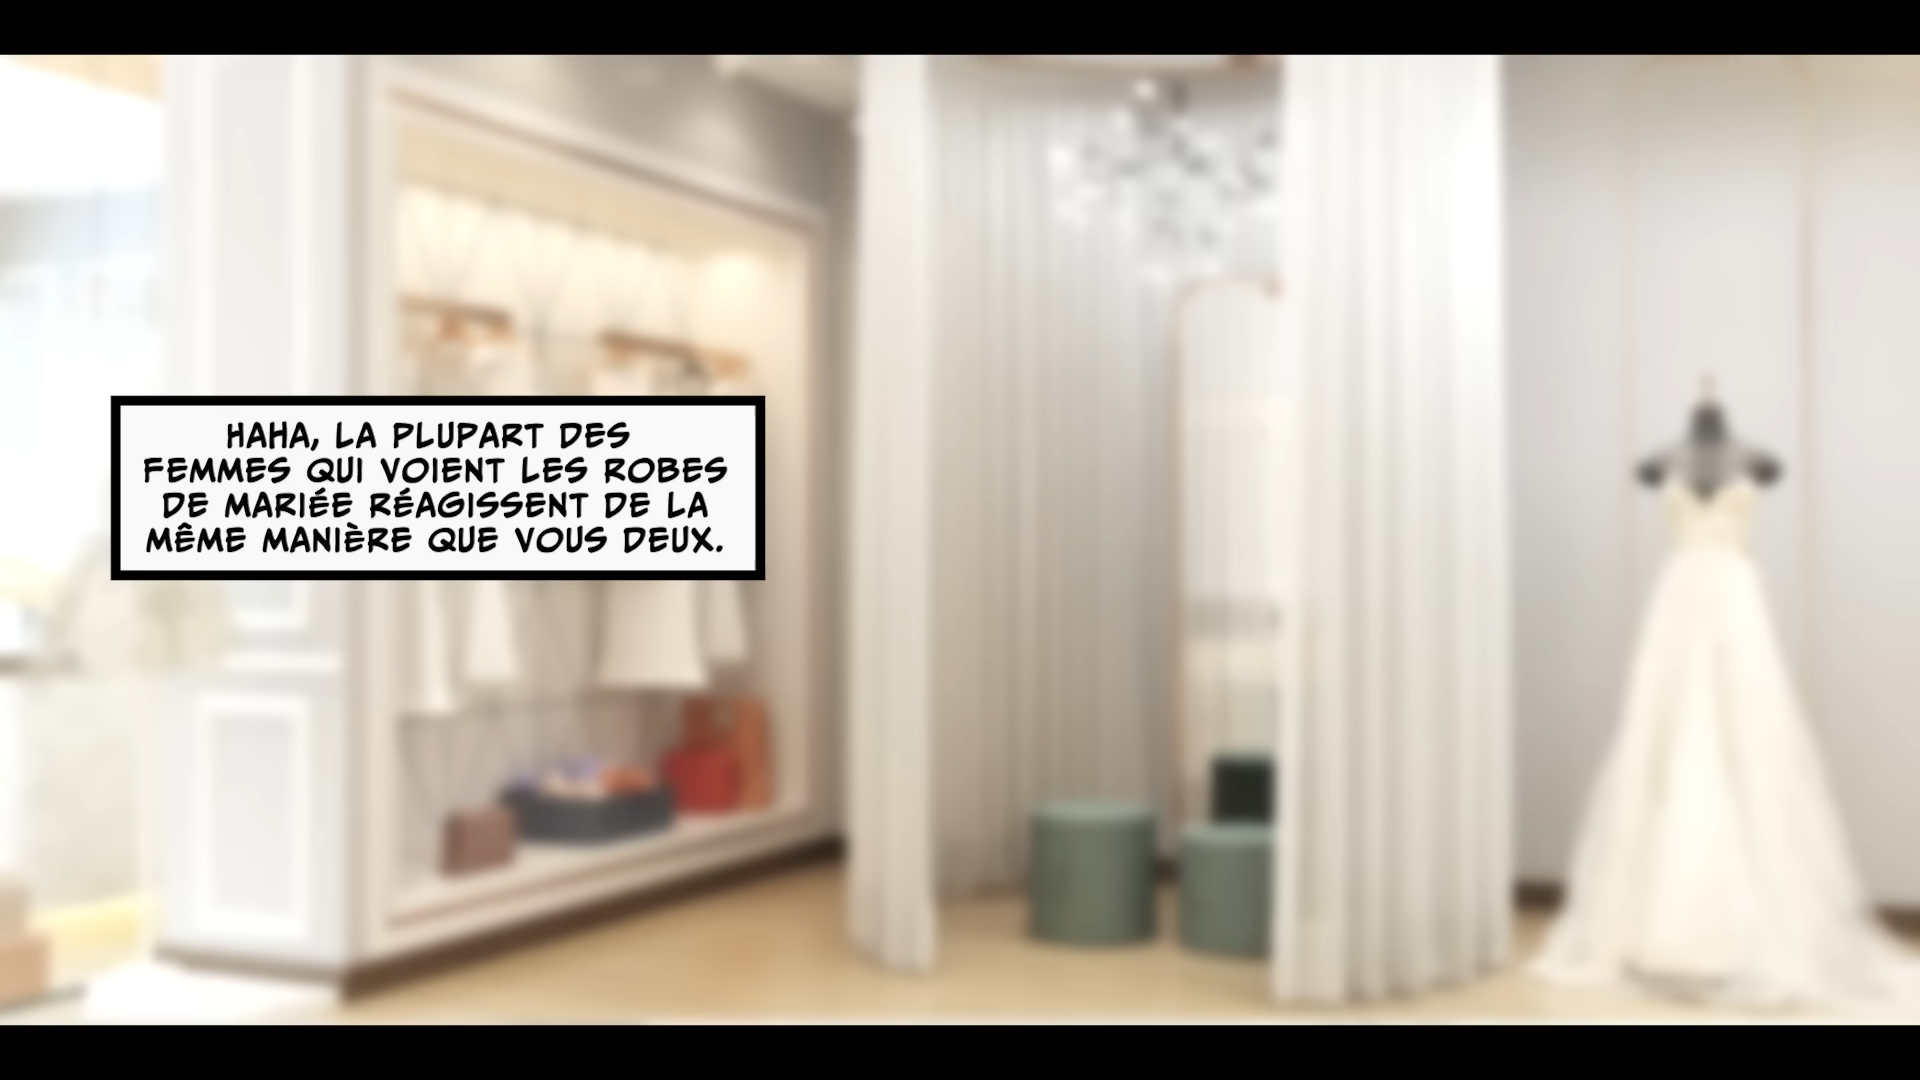 HAHA, LA PLUPART DES
FEMMES QUI VOIENT LES ROBES
DE MARIÉE RÉAGISSENT DE LA
MÊME MANIÈRE QUE VOUS DEUX.